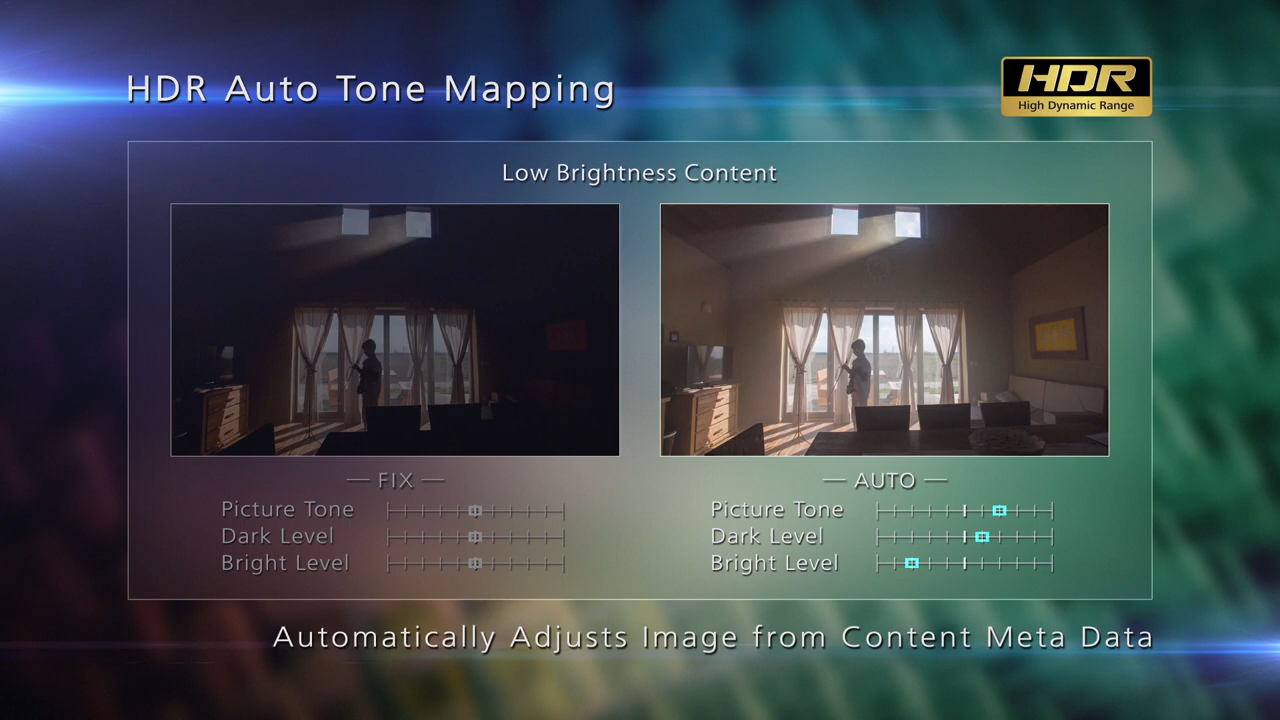 HDR Auto Tone Mapping
HDR
High Dynamic Range
Low Brightness Content
FIX
Picture Tone
Dark Level
Bright Level
AUTO
Picture Tone
Dark Level
Bright Level
Automatically Adjusts Image from Content Meta Data